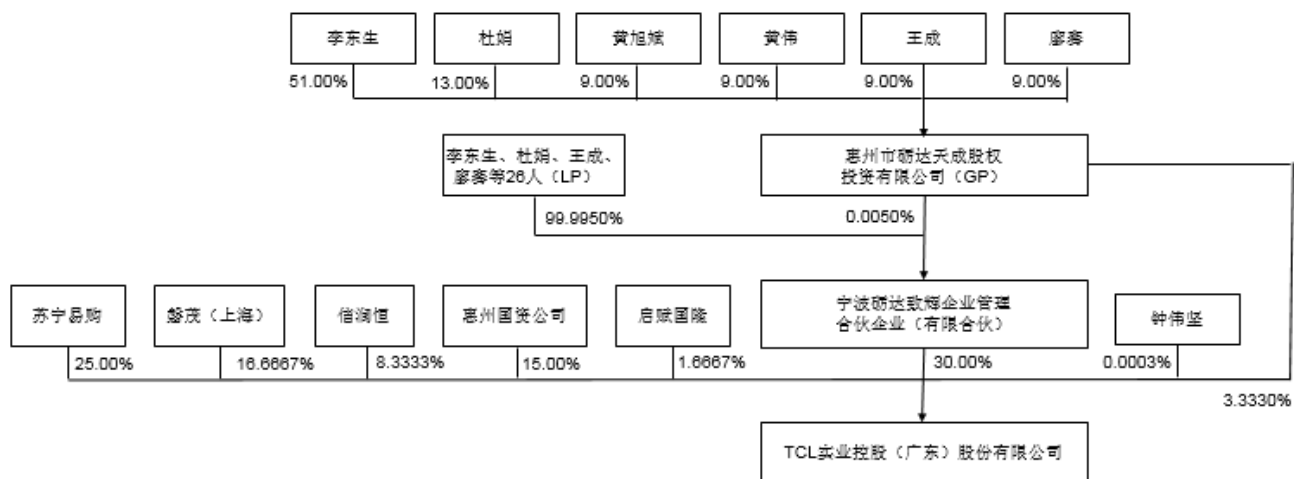 李东生
杜娟
黄旭斌
黄伟
王成
廖骞
51.00%
13.00%
9.00%
9.00%
9.00%
9.00%
李东生、杜娟、王成、
廖骞等26人（LP）
惠州市砺达天成股权
投资有限公司（GP）
99.9950%
0.0050%
苏宁易购
磐茂（上海）
信润恒
惠州国资公司
启赋国隆
宁波砺达致辉企业管理
合伙企业（有限合伙）
钟伟坚
25.00%
16.6667%
8.3333%
15.00%
1.6667%
30.00%
0.0003%
3.3330%
TCL实业控股（广东）股份有限公司